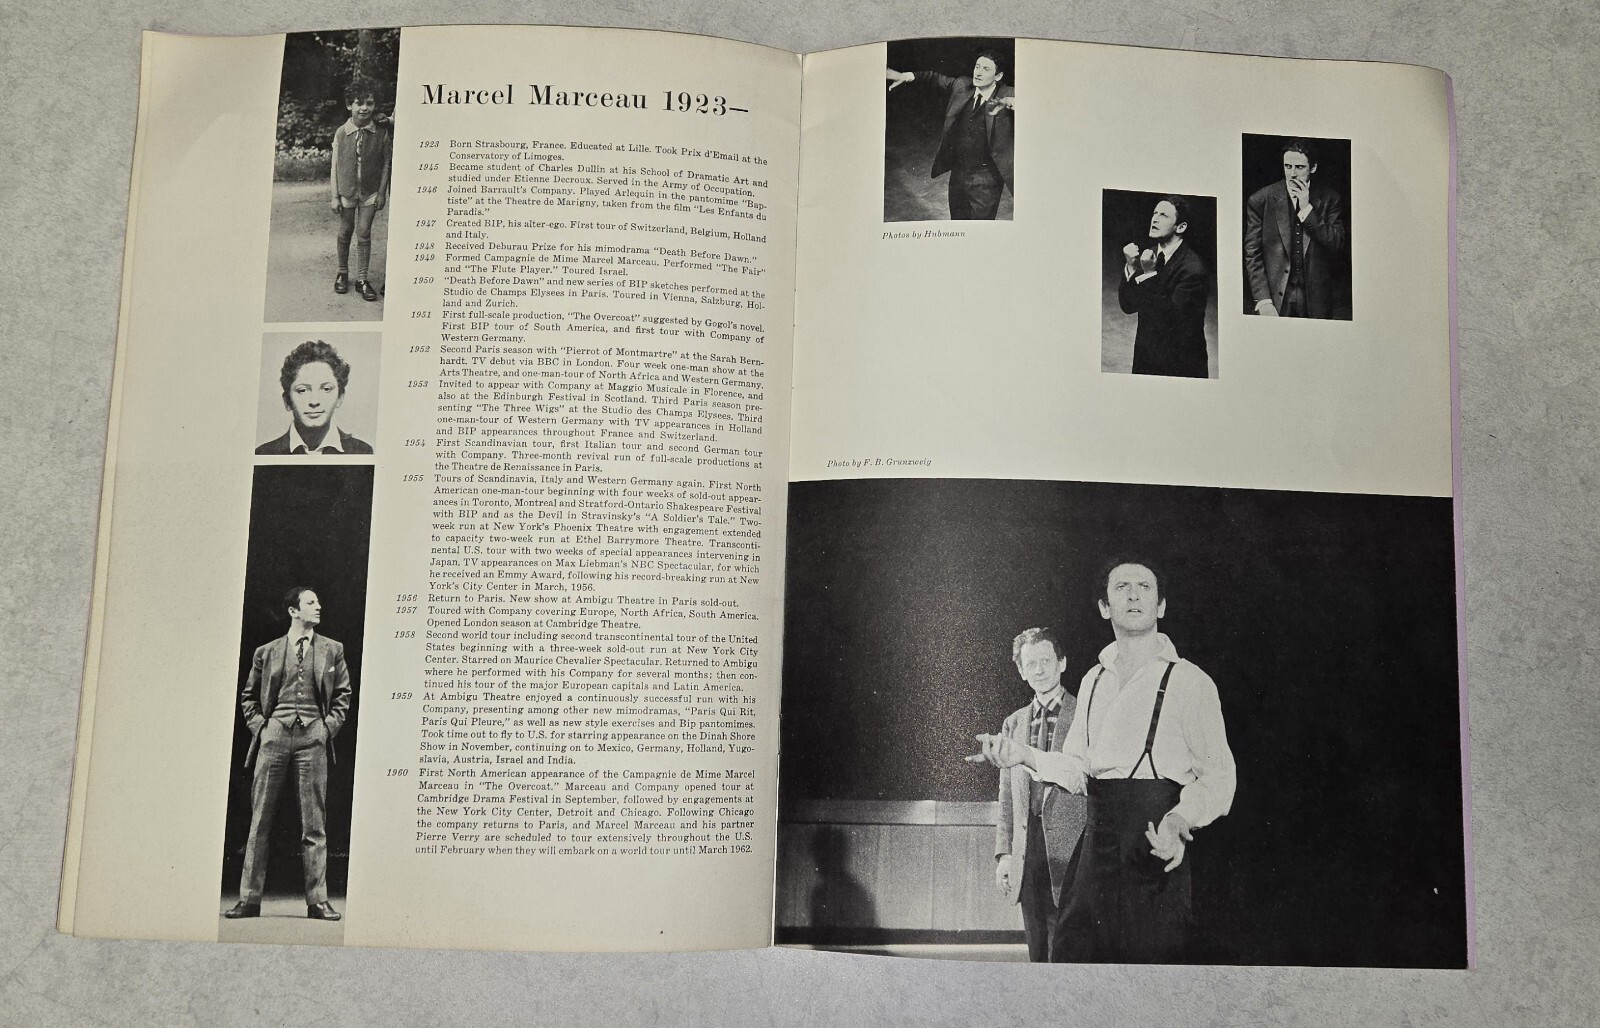 Marcel Marceau 1923–
1923 Born Strasbourg, France. Educated at Lille. Took Prix d'Email at the
Conservatory of Limoges.
1945 Became student of Charles Dullin at his School of Dramatic Art and
studied under Etienne Decroux. Served in the Army of Occupation.
1946 Joined Barrault's Company. Played Arlequin in the pantomime "Bap-
tiste" at the Theatre de Marigny, taken from the film "Les Enfants du
Paradis."
1947 Created BIP, his alter-ego. First tour of Switzerland, Belgium, Holland
and Italy.
1948 Received Deburau Prize for his mimodrama "Death Before Dawn."
1949 Formed Campagnie de Mime Marcel Marceau. Performed "The Fair"
and "The Flute Player." Toured Israel.
1950 "Death Before Dawn" and new series of BIP sketches performed at the
Studio de Champs Elysees in Paris. Toured in Vienna, Salzburg, Hol-
land and Zurich.
1951 First full-scale production, "The Overcoat" suggested by Gogol's novel.
First BIP tour of South America, and first tour with Company of
Western Germany.
1952 Second Paris season with "Pierrot of Montmartre" at the Sarah Bern-
hardt. TV debut via BBC in London. Four week one-man show at the
Arts Theatre, and one-man-tour of North Africa and Western Germany.
1953 Invited to appear with Company at Maggio Musicale in Florence, and
also at the Edinburgh Festival in Scotland. Third Paris season pre-
senting "The Three Wigs" at the Studio des Champs Elysees. Third
one-man-tour of Western Germany with TV appearances in Holland
and BIP appearances throughout France and Switzerland.
1954 First Scandinavian tour, first Italian tour and second German tour
with Company. Three-month revival run of full-scale productions at
the Theatre de Renaissance in Paris.
1955 Tours of Scandinavia, Italy and Western Germany again. First North
American one-man-tour beginning with four weeks of sold-out appear-
ances in Toronto, Montreal and Stratford-Ontario Shakespeare Festival
with BIP and as the Devil in Stravinsky's "A Soldier's Tale." Two-
week run at New York's Phoenix Theatre with engagement extended
to capacity two-week run at Ethel Barrymore Theatre. Transconti-
nental U.S. tour with two weeks of special appearances intervening in
Japan. TV appearances on Max Liebman's NBC Spectacular, for which
he received an Emmy Award, following his record-breaking run at New
York's City Center in March, 1956.
1956 Return to Paris. New show at Ambigu Theatre in Paris sold-out.
1957 Toured with Company covering Europe, North Africa, South America.
Opened London season at Cambridge Theatre.
1958 Second world tour including second transcontinental tour of the United
States beginning with a three-week sold-out run at New York City
Center. Starred on Maurice Chevalier Spectacular. Returned to Ambigu
where he performed with his Company for several months; then con-
tinued his tour of the major European capitals and Latin America.
1959 At Ambigu Theatre enjoyed a continuously successful run with his
Company, presenting among other new mimodramas, "Paris Qui Rit,
Paris Qui Pleure," as well as new style exercises and Bip pantomimes.
Took time out to fly to U.S. for starring appearance on the Dinah Shore
Show in November, continuing on to Mexico, Germany, Holland, Yugo-
slavia, Austria, Israel and India.
1960 First North American appearance of the Campagnie de Mime Marcel
Marceau in "The Overcoat." Marceau and Company opened tour at
Cambridge Drama Festival in September, followed by engagements at
the New York City Center, Detroit and Chicago. Following Chicago
the company returns to Paris, and Marcel Marceau and his partner
Pierre Verry are scheduled to tour extensively throughout the U.S.
until February when they will embark on a world tour until March 1962.
Photos by Hubmann
Photo by F. B. Grunzweig